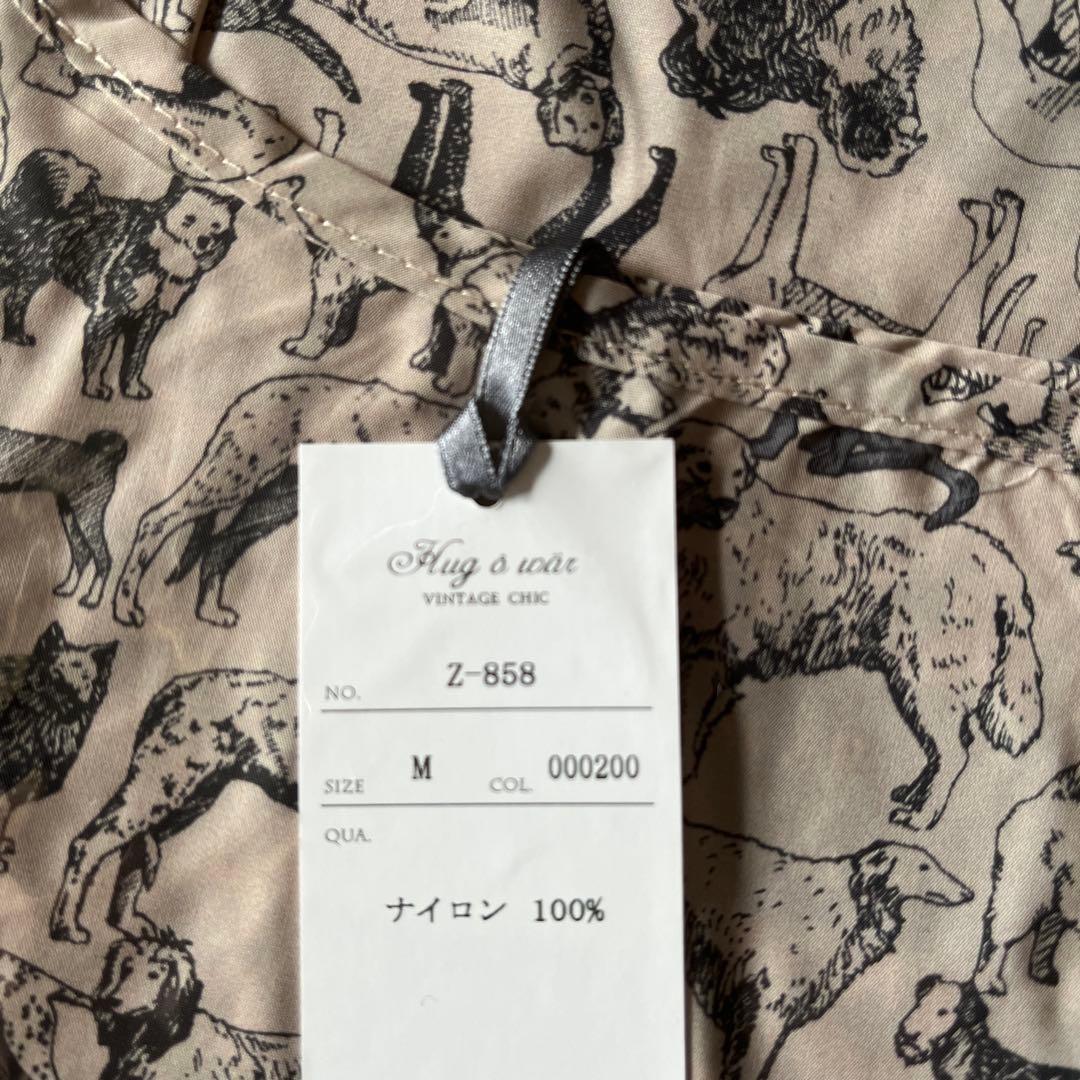 Hug ō wär
VINTAGE CHIC
NO. Z-858
SIZE M COL. 000200
QUA.
ナイロン 100%